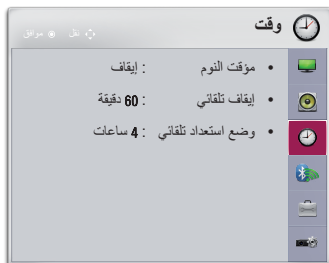 وقت
نقل موافق
• مؤقت النوم : إيقاف
• إيقاف تلقائي : 60 دقيقة
• وضع استعداد تلقائي : 4 ساعات